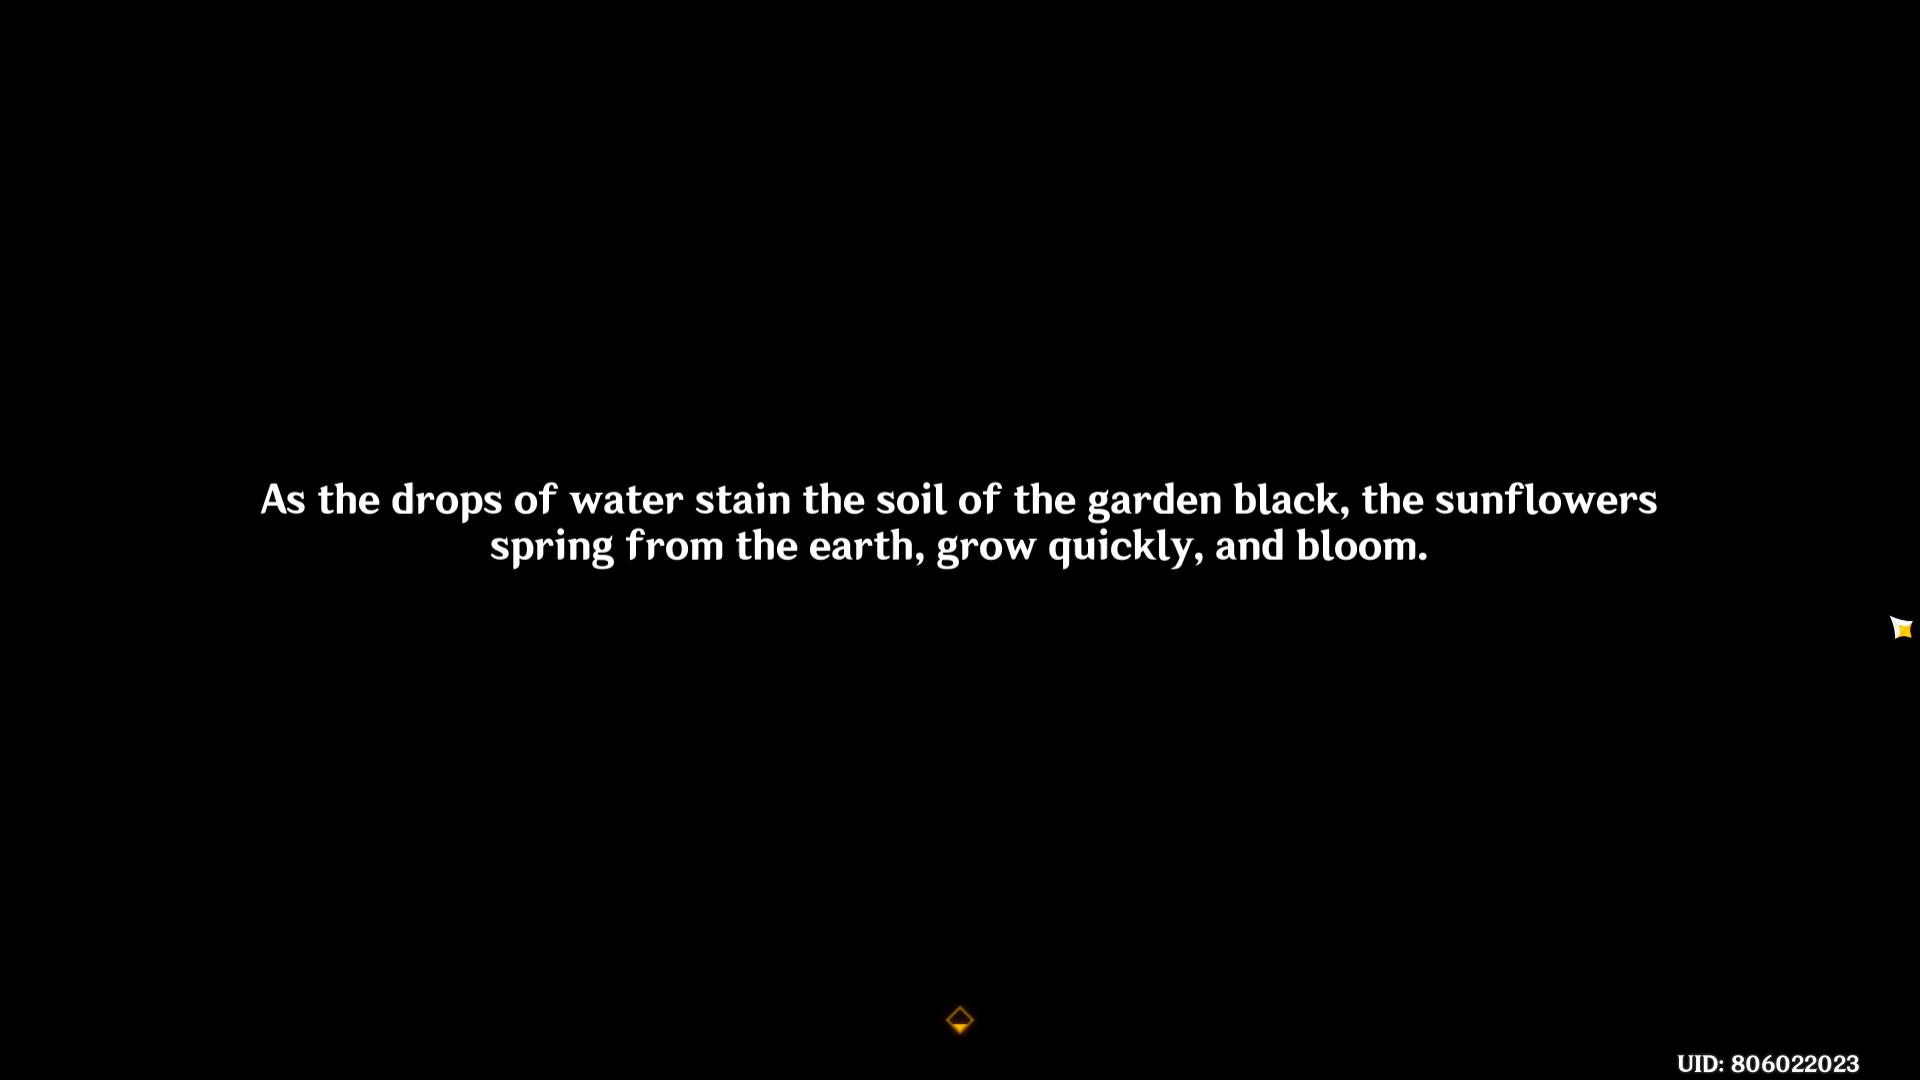 As the drops of water stain the soil of the garden black, the sunflowers
spring from the earth, grow quickly, and bloom.
UID: 806022023